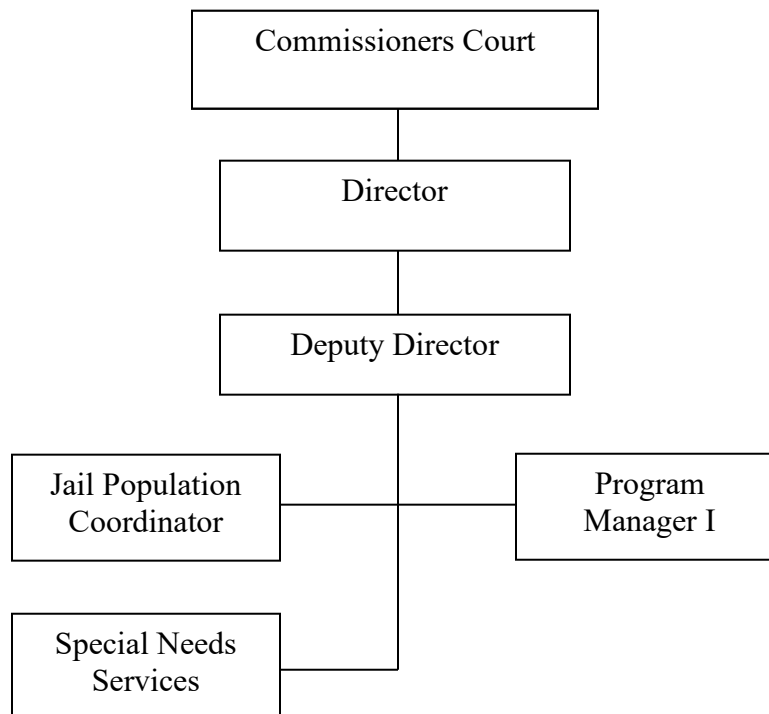 Commissioners Court
Director
Deputy Director
Jail Population
Coordinator
Program
Manager I
Special Needs
Services